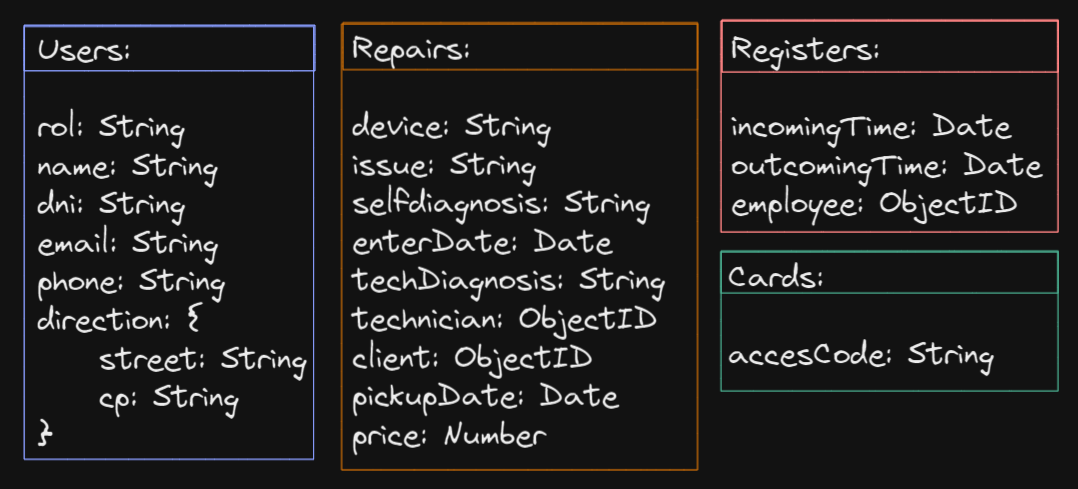 Users:
rol: String
name: String
dni: String
email: String
phone: String
direction: {
street: String
cp: String
}
Repairs:
device: String
issue: String
selfdiagnosis: String
enterDate: Date
techDiagnosis: String
technician: ObjectID
client: ObjectID
pickupDate: Date
price: Number
Registers:
incomingTime: Date
outcomingTime: Date
employee: ObjectID
Cards:
accesCode: String